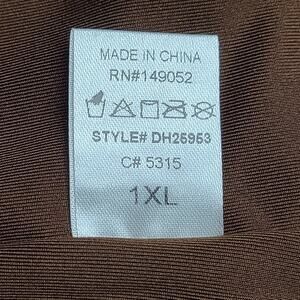 MADE IN CHINA
RN#149052
STYLE# DH25953
C# 5315
1XL